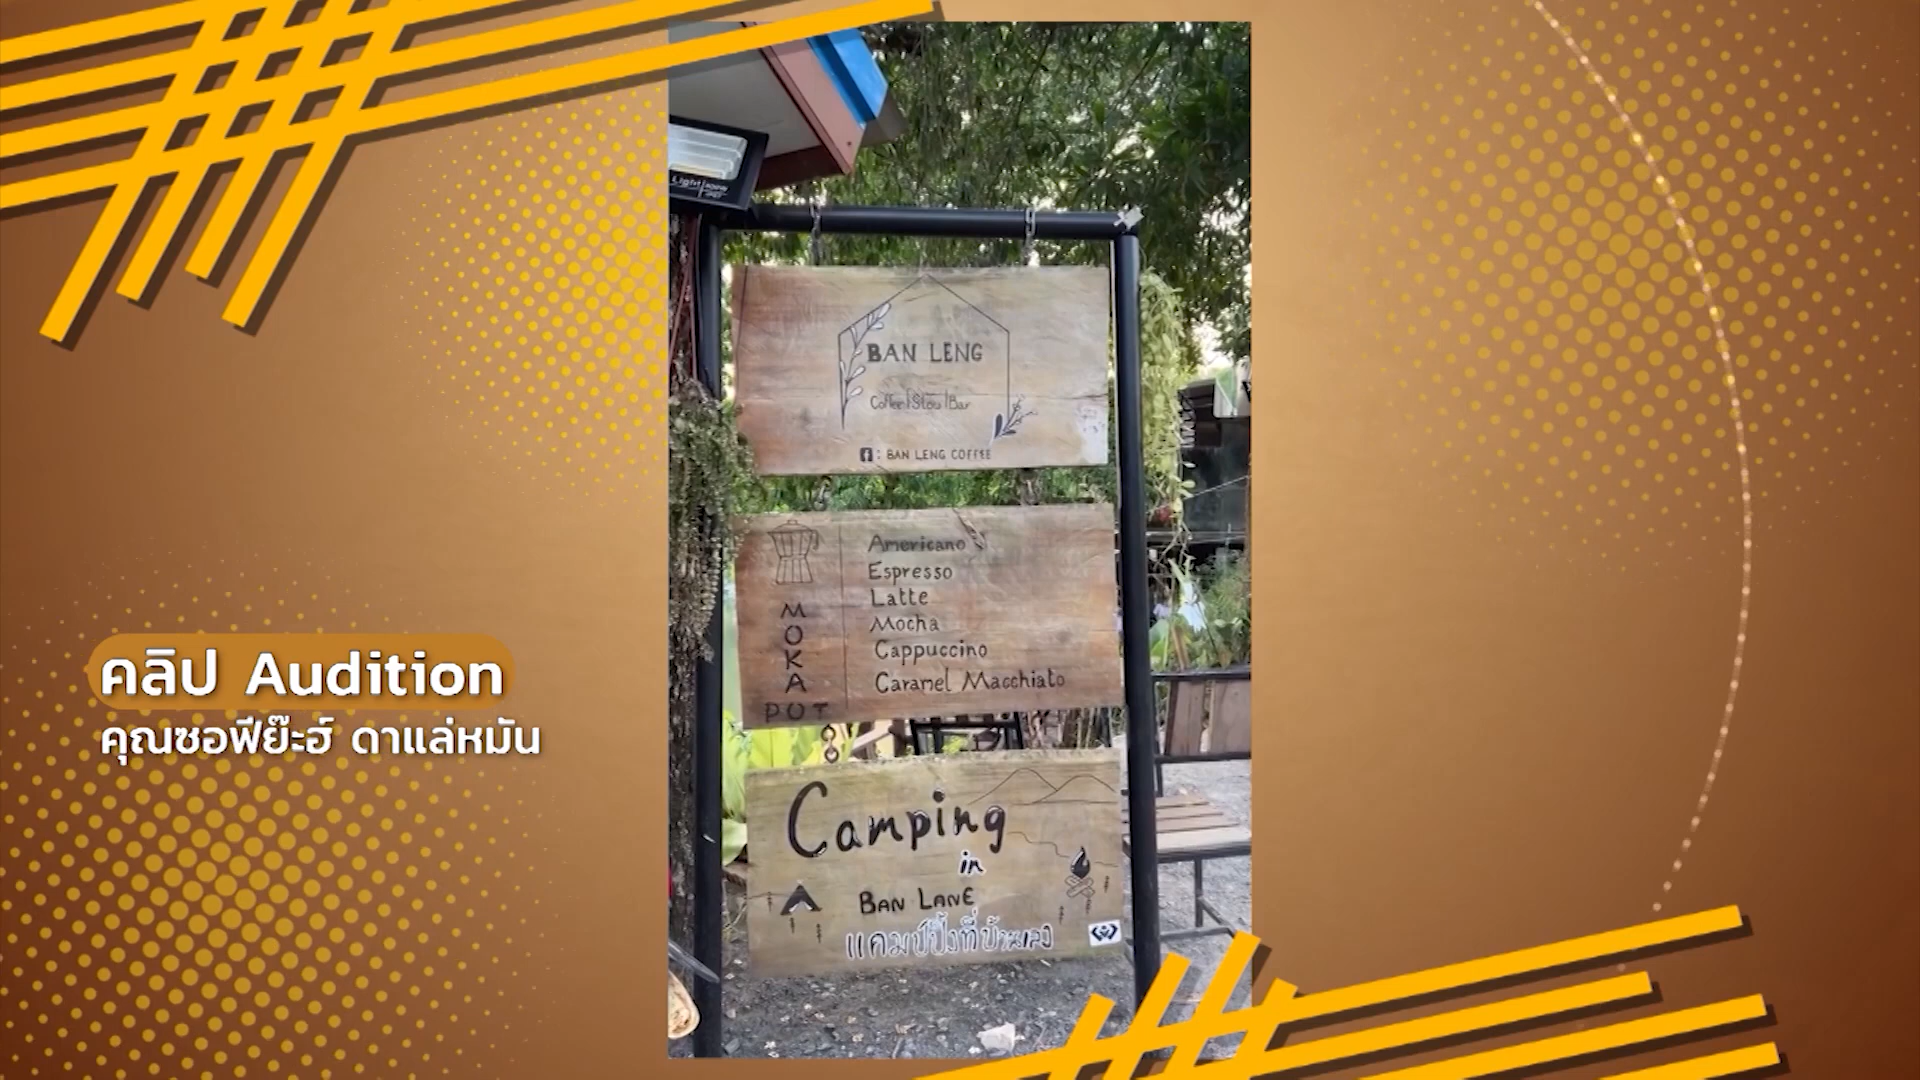 คลิป Audition
คุณซอฟีย๊ะฮ์ ดาแล่หมัน
Light
BAN LENG
Coffee | Slow | Bar
: BAN LENG COFFEE
MOKA POT
Americano
Espresso
Latte
Mocha
Cappuccino
Caramel Macchiato
Camping
in
BAN LANE
แคมป์ปิ้งที่บ้านเลง